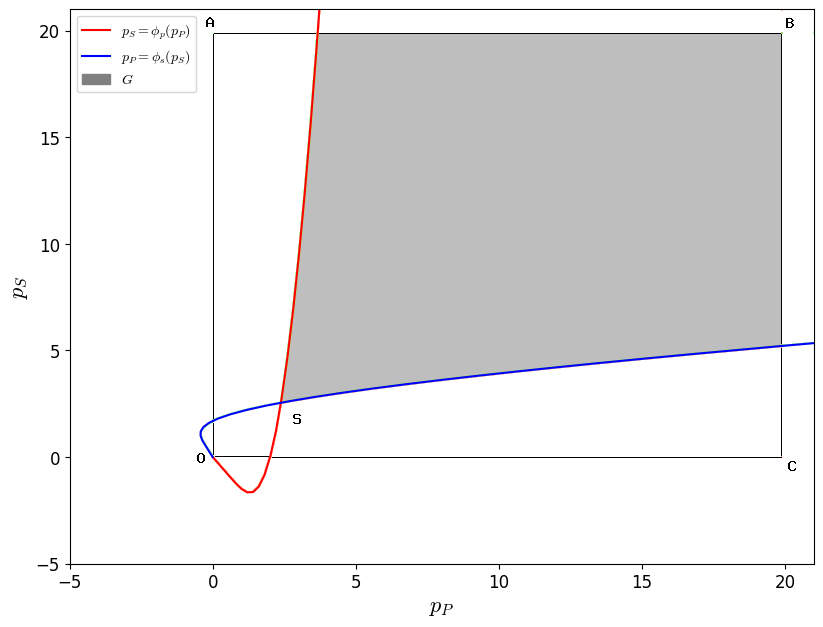 A
B
p_S = ϕ_p(p_P)
p_P = ϕ_s(p_S)
G
20
15
10
5
0
−5
p_S
S
O
C
−5
0
5
10
15
20
p_P